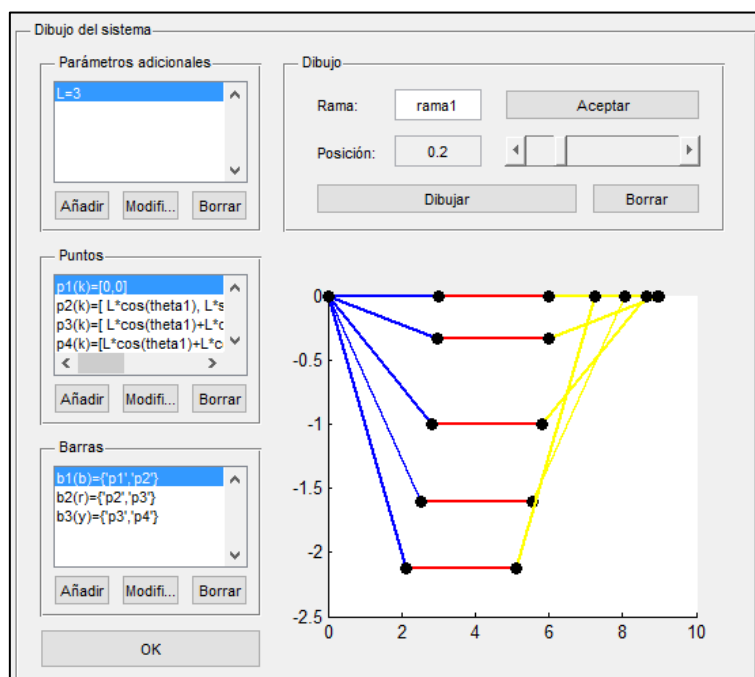 Dibujo del sistema
Parámetros adicionales
L=3
Añadir Modifi... Borrar
Puntos
p1(k)=[0,0]
p2(k)=[ L*cos(theta1), L*s
p3(k)=[ L*cos(theta1)+L*c
p4(k)=[L*cos(theta1)+L*c
Añadir Modifi... Borrar
Barras
b1(b)={'p1','p2'}
b2(r)={'p2','p3'}
b3(y)={'p3','p4'}
Añadir Modifi... Borrar
OK
Dibujo
Rama: rama1 Aceptar
Posición: 0.2
Dibujar Borrar
0
-0.5
-1
-1.5
-2
-2.5
0 2 4 6 8 10